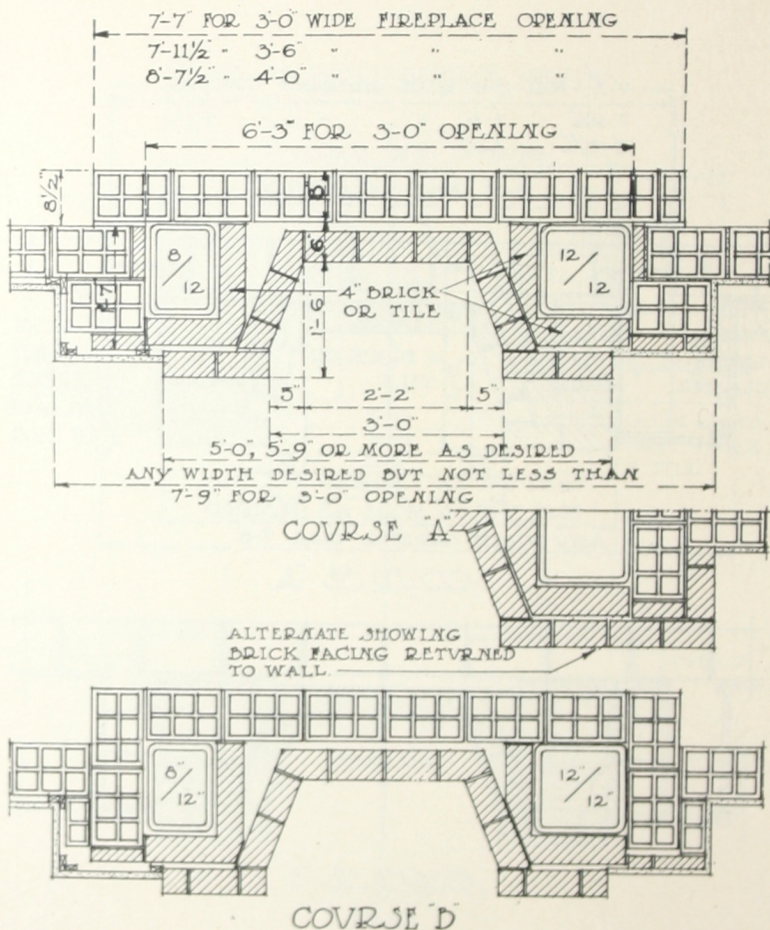 7'-7" FOR 3'-0" WIDE FIREPLACE OPENING
7'-11½" " 3'-6" " " "
8'-7½" " 4'-0" " " "
6'-3" FOR 3'-0" OPENING
8½"
8"
6"
8/12
12/12
4" BRICK
OR TILE
1'-6"
5" 2'-2" 5"
3'-0"
5'-0", 5'-9" OR MORE AS DESIRED
ANY WIDTH DESIRED BUT NOT LESS THAN
7'-9" FOR 3'-0" OPENING
COURSE "A"
ALTERNATE SHOWING
BRICK FACING RETURNED
TO WALL.
8"/12"
12"/12"
COURSE "B"